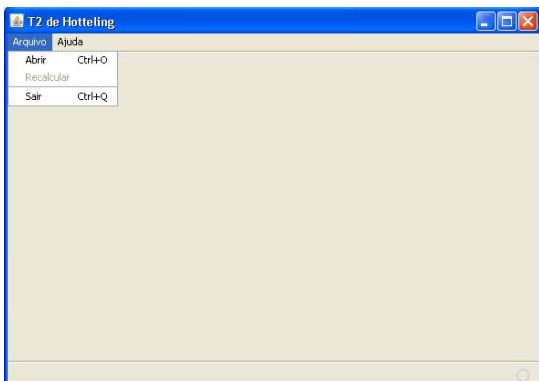 T2 de Hotteling
Arquivo Ajuda
Abrir Ctrl+O
Recalcular
Sair Ctrl+Q